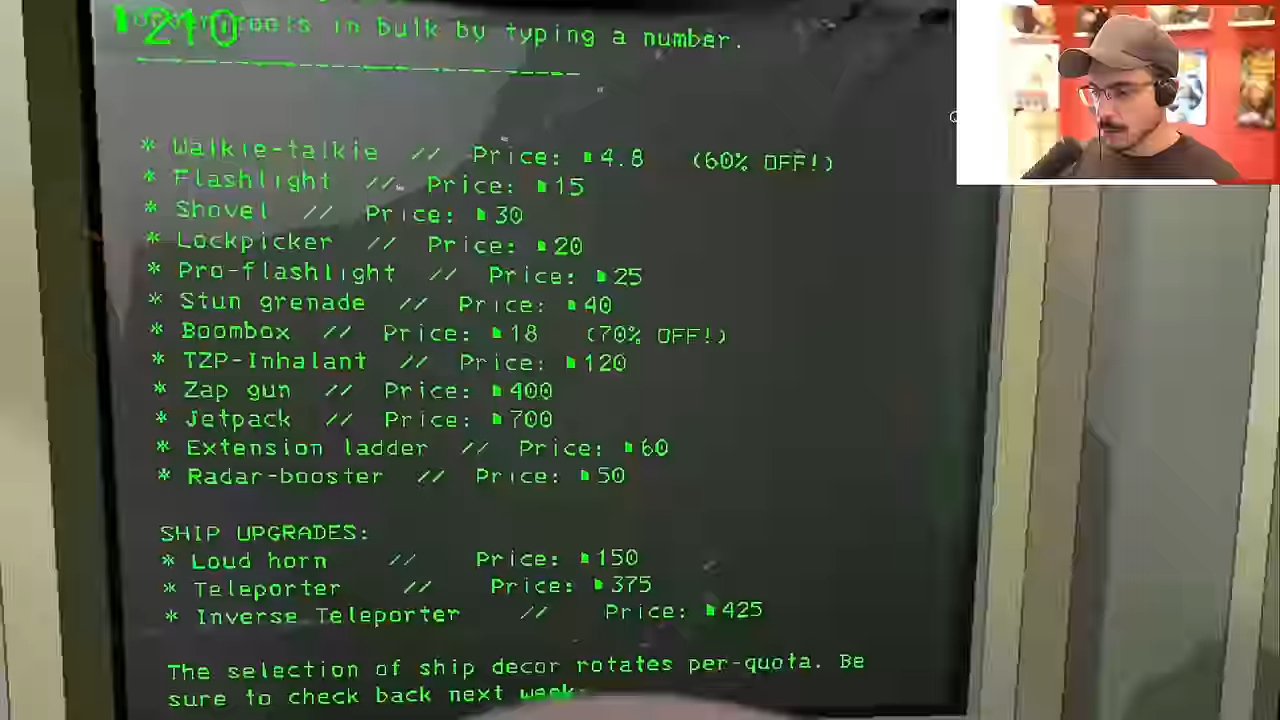 210
tools in bulk by typing a number.
* Walkie-talkie // Price: ■4.8 (60% OFF!)
* Flashlight // Price: ■15
* Shovel // Price: ■30
* Lockpicker // Price: ■20
* Pro-flashlight // Price: ■25
* Stun grenade // Price: ■40
* Boombox // Price: ■18 (70% OFF!)
* TZP-Inhalant // Price: ■120
* Zap gun // Price: ■400
* Jetpack // Price: ■700
* Extension ladder // Price: ■60
* Radar-booster // Price: ■50
SHIP UPGRADES:
* Loud horn // Price: ■150
* Teleporter // Price: ■375
* Inverse Teleporter // Price: ■425
The selection of ship decor rotates per-quota. Be
sure to check back next week: